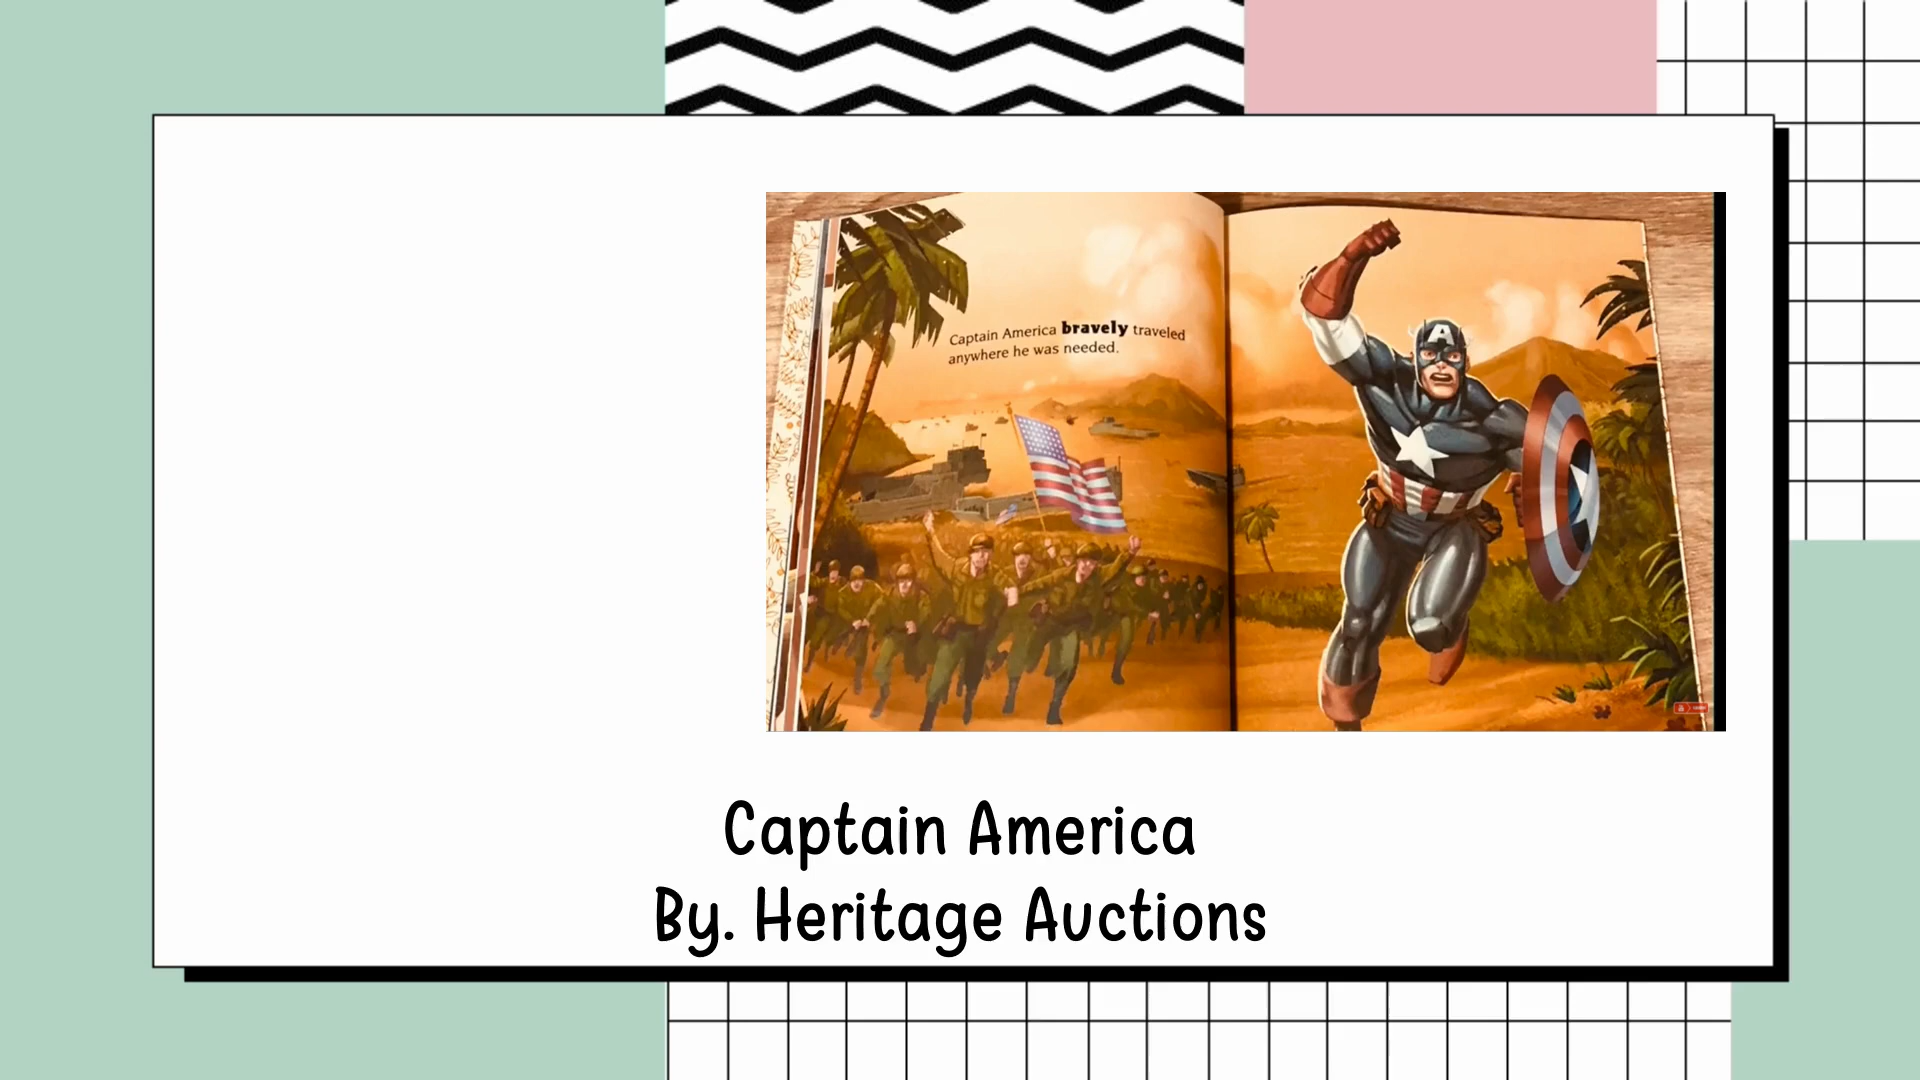 Captain America bravely traveled
anywhere he was needed.
A
Captain America
By. Heritage Auctions